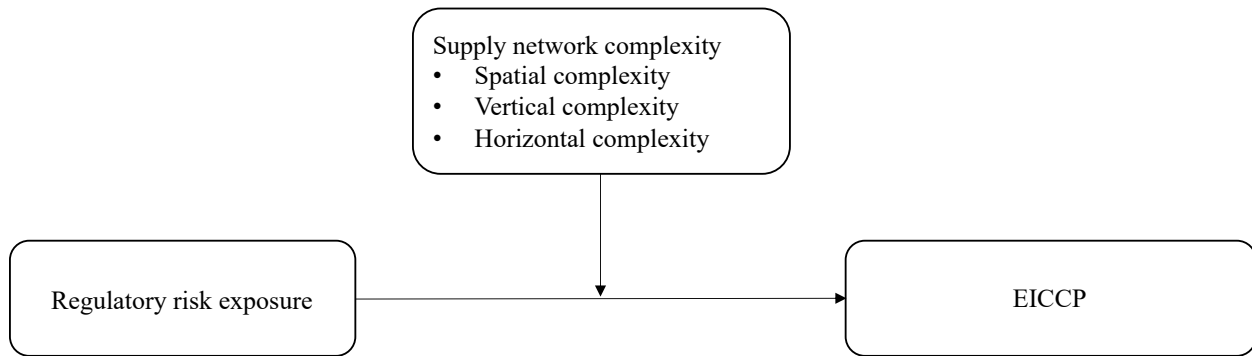 Supply network complexity
• Spatial complexity
• Vertical complexity
• Horizontal complexity
Regulatory risk exposure
EICCP